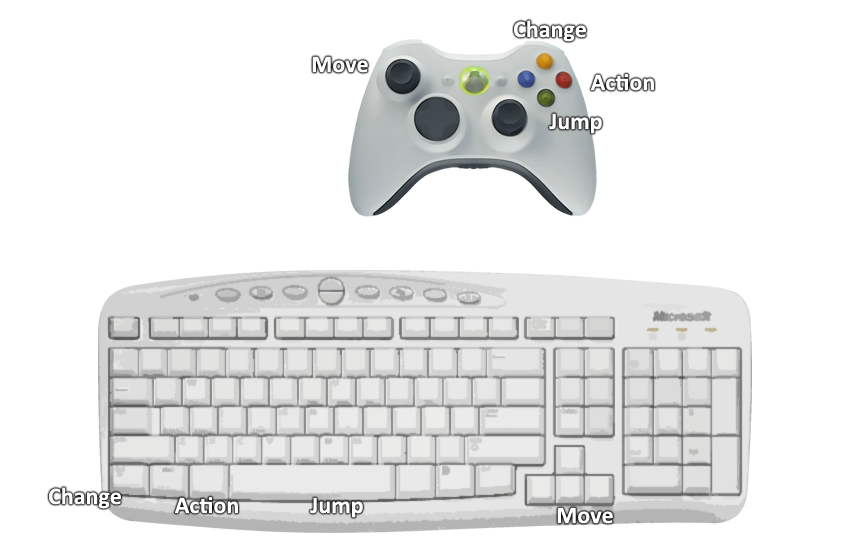 Change
Move
Action
Jump
Microsoft
Change
Action
Jump
Move